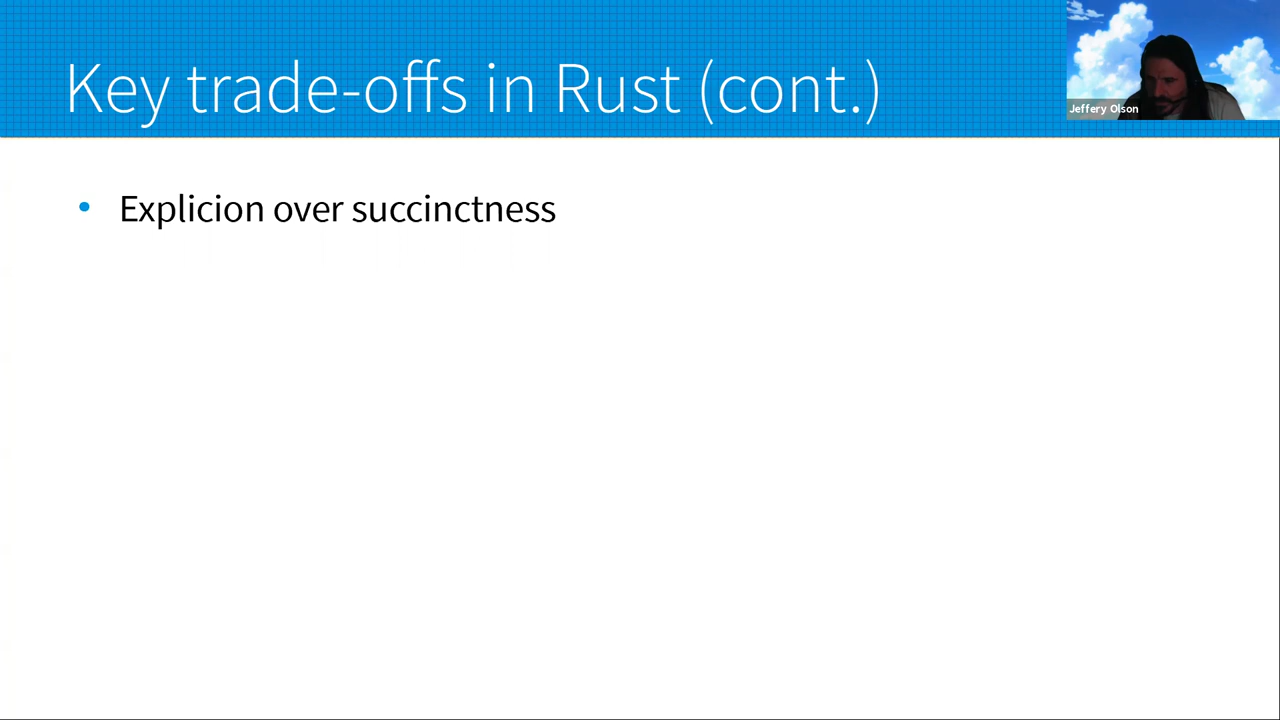 Key trade-offs in Rust (cont.)
Jeffery Olson
• Explicion over succinctness